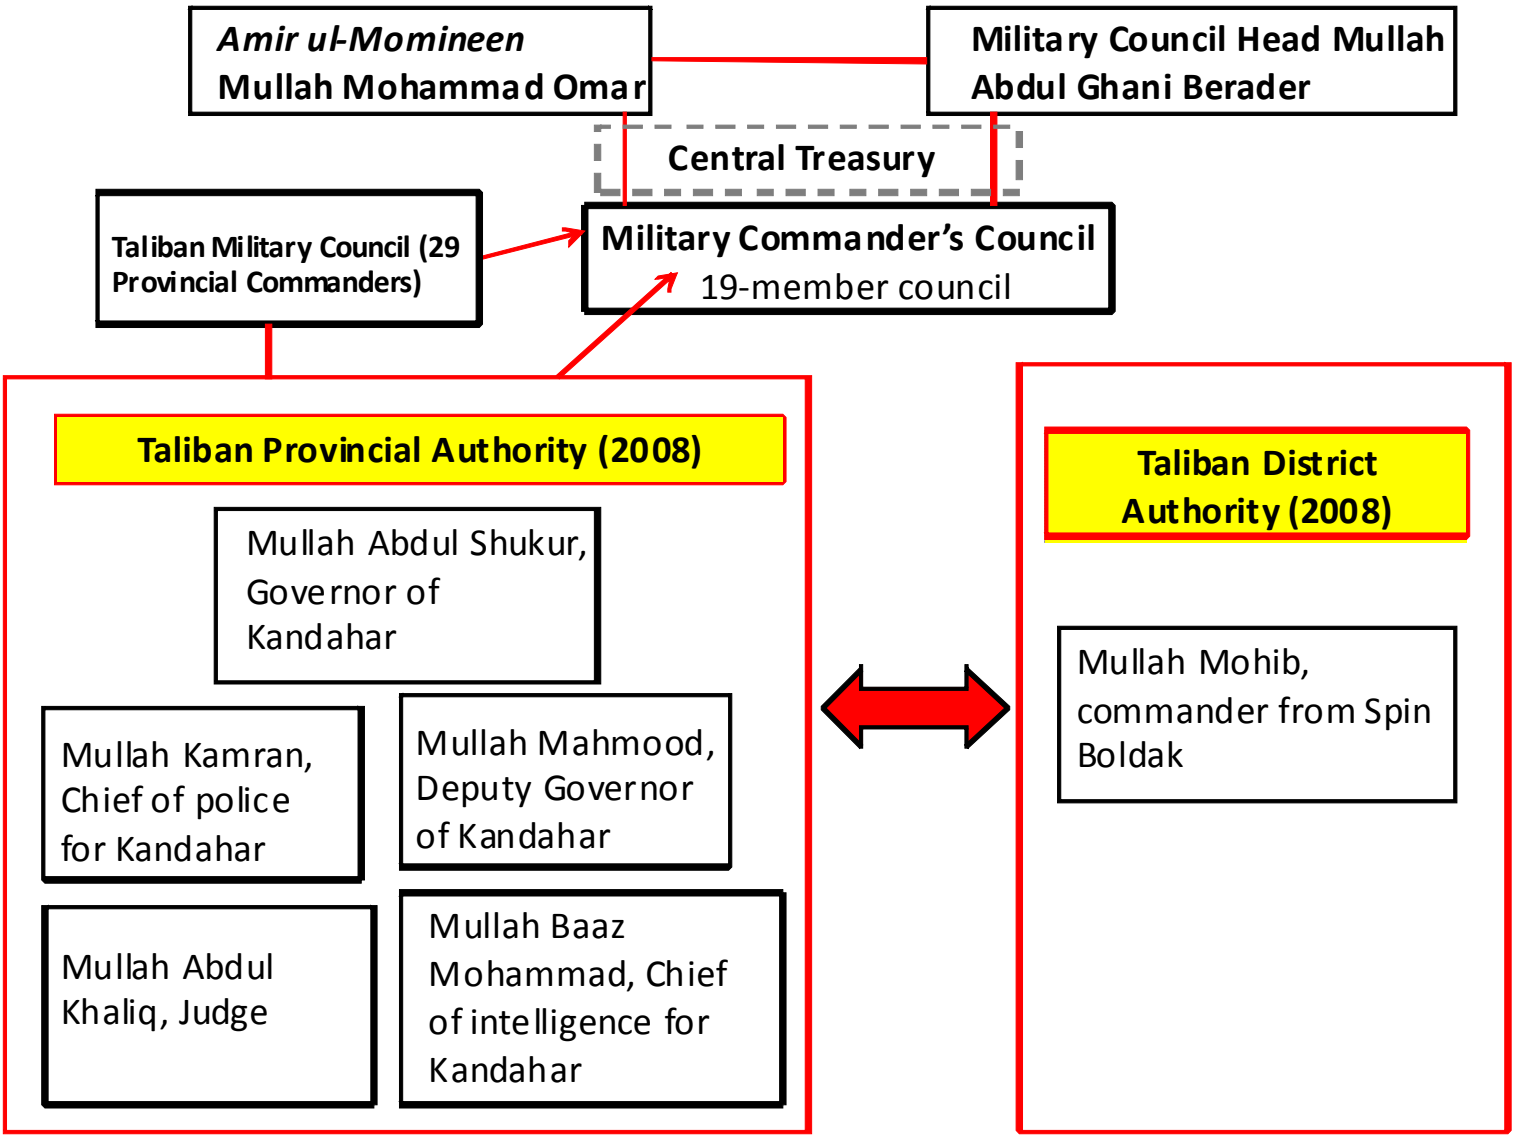 Amir ul-Momineen
Mullah Mohammad Omar
Military Council Head Mullah
Abdul Ghani Berader
Central Treasury
Taliban Military Council (29
Provincial Commanders)
Military Commander’s Council
19-member council
Taliban Provincial Authority (2008)
Mullah Abdul Shukur,
Governor of
Kandahar
Mullah Kamran,
Chief of police
for Kandahar
Mullah Mahmood,
Deputy Governor
of Kandahar
Mullah Abdul
Khaliq, Judge
Mullah Baaz
Mohammad, Chief
of intelligence for
Kandahar
Taliban District
Authority (2008)
Mullah Mohib,
commander from Spin
Boldak